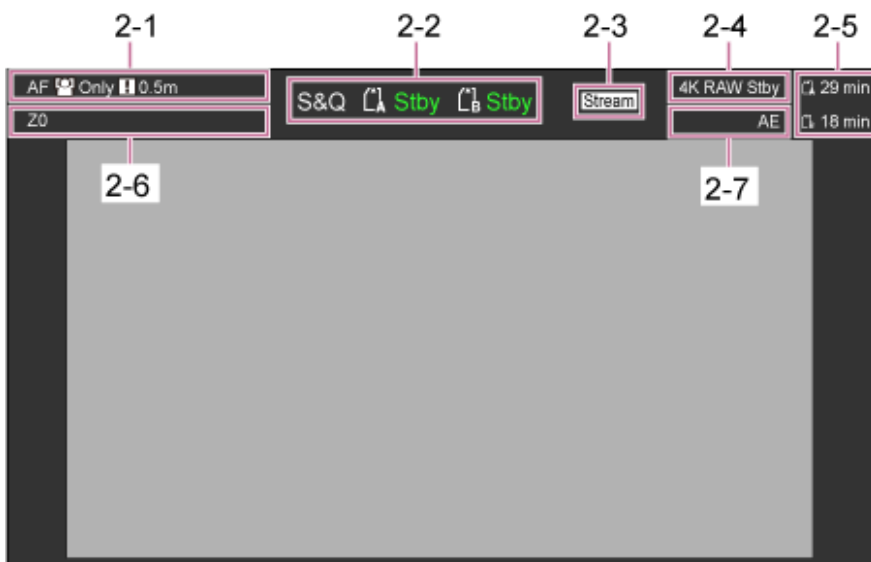 2-1 2-2 2-3 2-4 2-5
AF Only 0.5m S&Q A Stby B Stby Stream 4K RAW Stby A 29 min
Z0 AE B 18 min
2-6 2-7